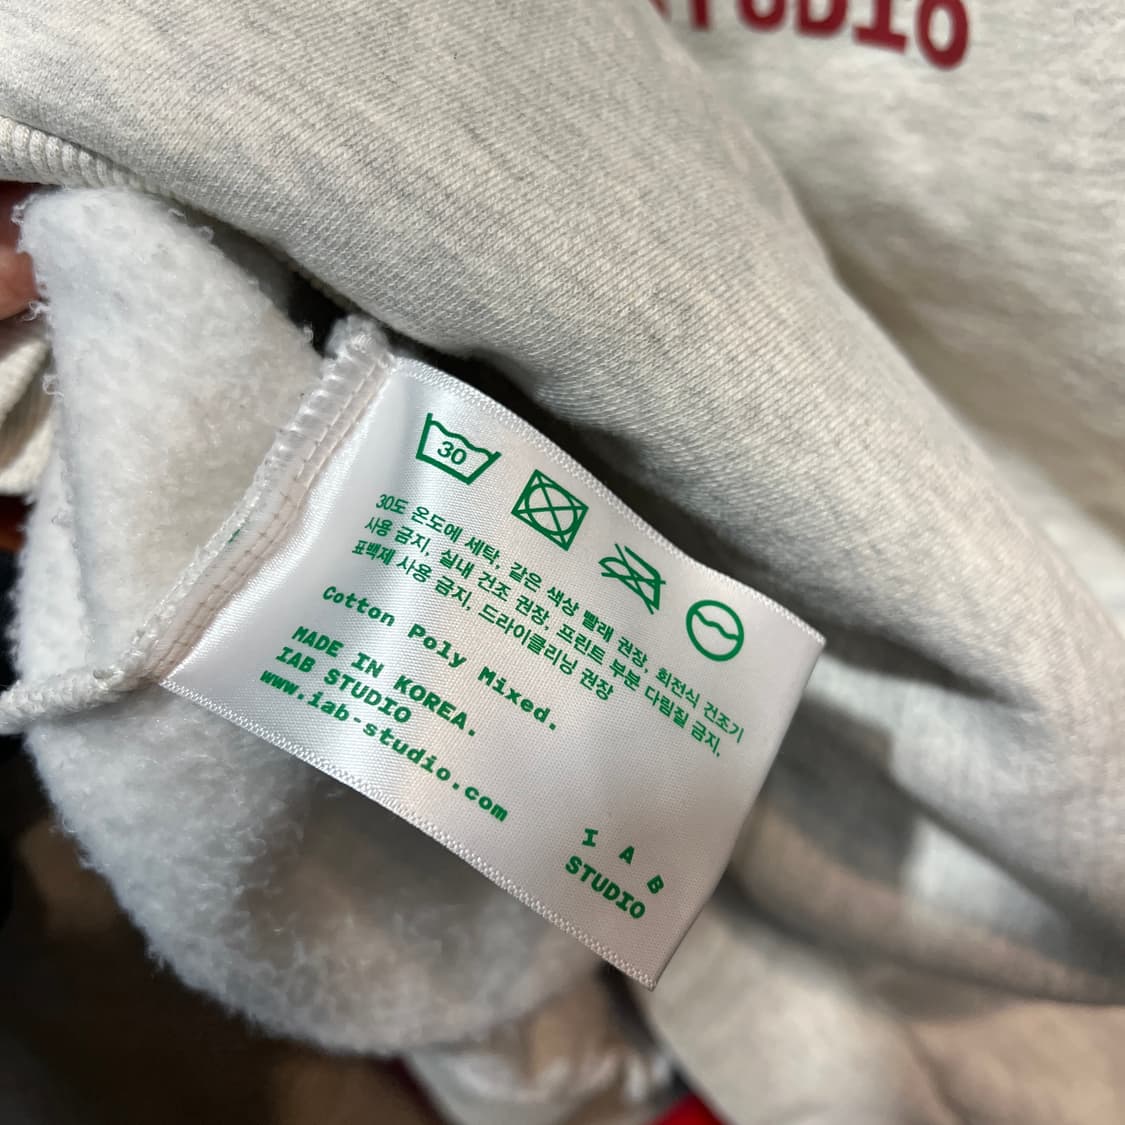 STUDIO
30
30도 온도에 세탁, 같은 색상 빨래 권장, 회전식 건조기
사용 금지, 실내 건조 권장, 프린트 부분 다림질 금지,
표백제 사용 금지, 드라이클리닝 권장
Cotton Poly Mixed.
MADE IN KOREA.
IAB STUDIO
www.iab-studio.com
I A B
STUDIO